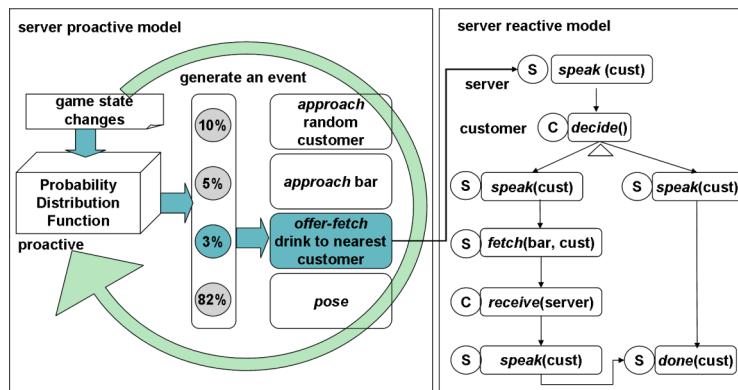 server proactive model
generate an event
game state
changes
Probability
Distribution
Function
proactive
10%
5%
3%
82%
approach
random
customer
approach bar
offer-fetch
drink to nearest
customer
pose
server reactive model
server
S
speak (cust)
customer
C
decide()
S
speak(cust)
S
speak(cust)
S
fetch(bar, cust)
C
receive(server)
S
speak(cust)
S
done(cust)